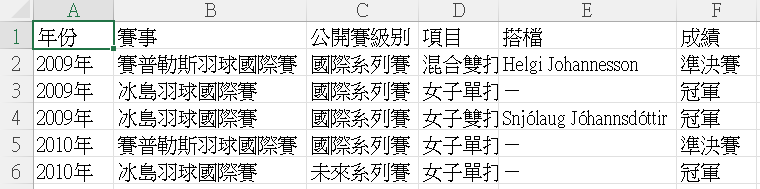 A B C D E F
1 年份 賽事 公開賽級别 項目 搭檔 成績
2 2009年 賽普勒斯羽球國際賽 國際系列賽 混合雙打 Helgi Johannesson 準決賽
3 2009年 冰島羽球國際賽 國際系列賽 女子單打 － 冠軍
4 2009年 冰島羽球國際賽 國際系列賽 女子雙打 Snjólaug Jóhannsdóttir 冠軍
5 2010年 賽普勒斯羽球國際賽 國際系列賽 女子單打 － 準決賽
6 2010年 冰島羽球國際賽 未來系列賽 女子單打 － 冠軍